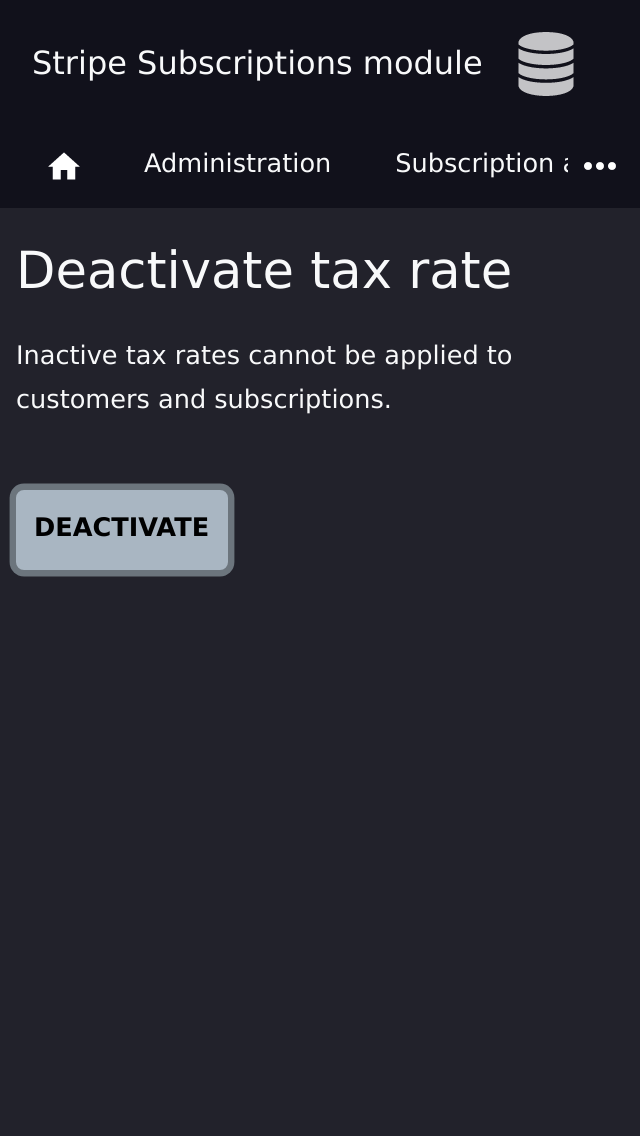 Stripe Subscriptions module
Administration Subscription
Deactivate tax rate
Inactive tax rates cannot be applied to
customers and subscriptions.
DEACTIVATE